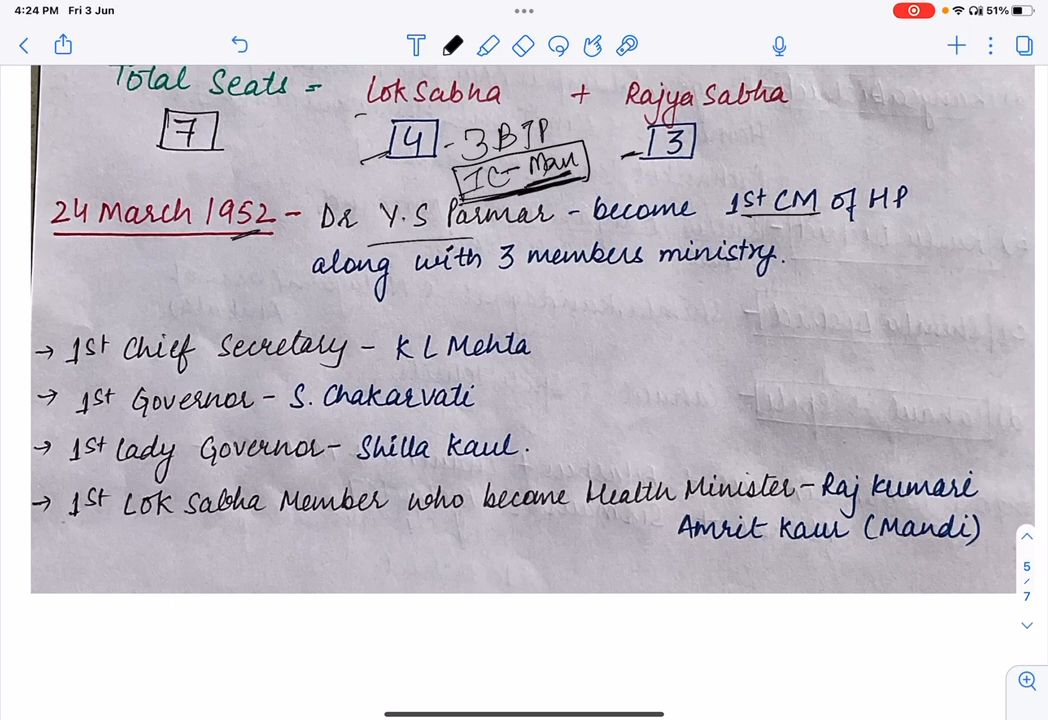 4:24 PM Fri 3 Jun
51%
Total Seats = Lok Sabha + Rajya Sabha
7 4 - 3 BJP 3
IC - Man
24 March 1952 - Dr Y.S Parmar - become 1st CM of HP
along with 3 members ministry.
→ 1st Chief Secretary - K L Mehta
→ 1st Governor - S. Chakarvati
→ 1st lady Governor - Shilla Kaul.
→ 1st Lok Sabha Member who become Health Minister - Raj Kumari
Amrit Kaur (Mandi)
5
/
7